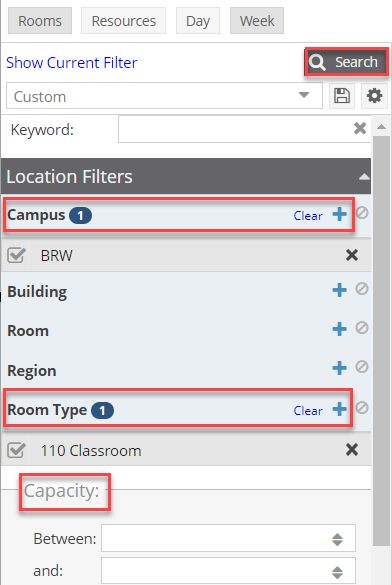 Rooms Resources Day Week
Show Current Filter Search
Custom
Keyword:
Location Filters
Campus 1 Clear
BRW
Building
Room
Region
Room Type 1 Clear
110 Classroom
Capacity:
Between:
and: